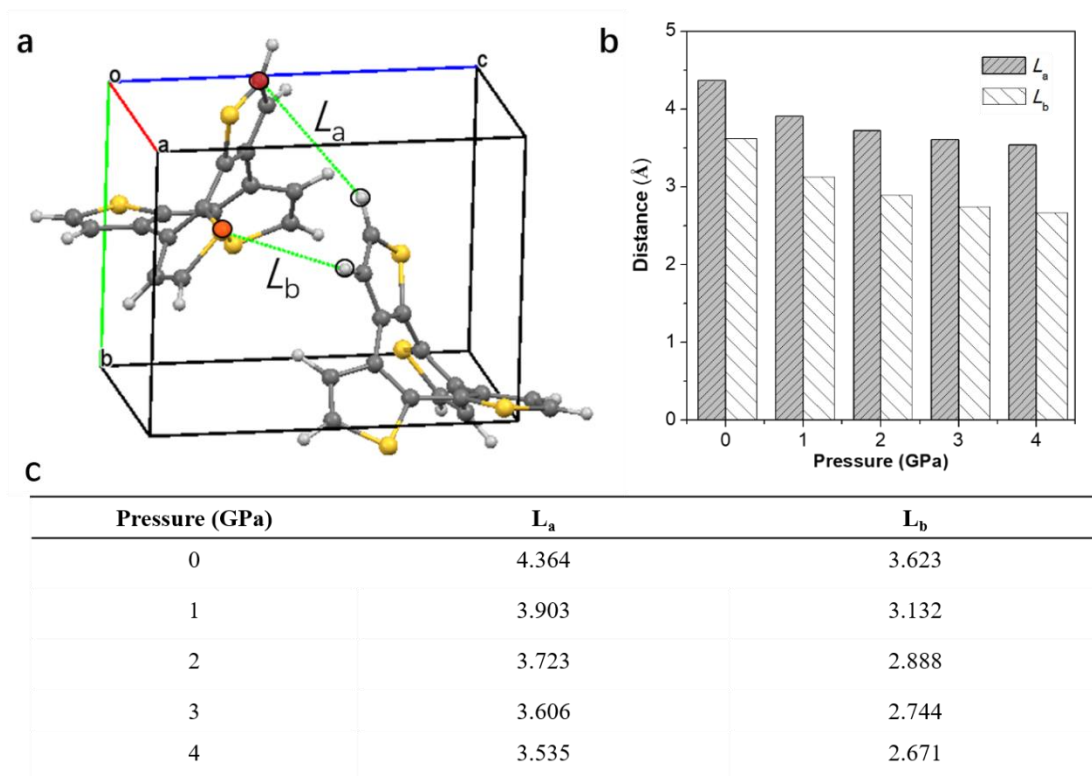 a
o
c
a
b
La
Lb
b
La
Lb
Distance (Å)
5
4
3
2
1
0
0 1 2 3 4
Pressure (GPa)
c
Pressure (GPa) La Lb
0 4.364 3.623
1 3.903 3.132
2 3.723 2.888
3 3.606 2.744
4 3.535 2.671